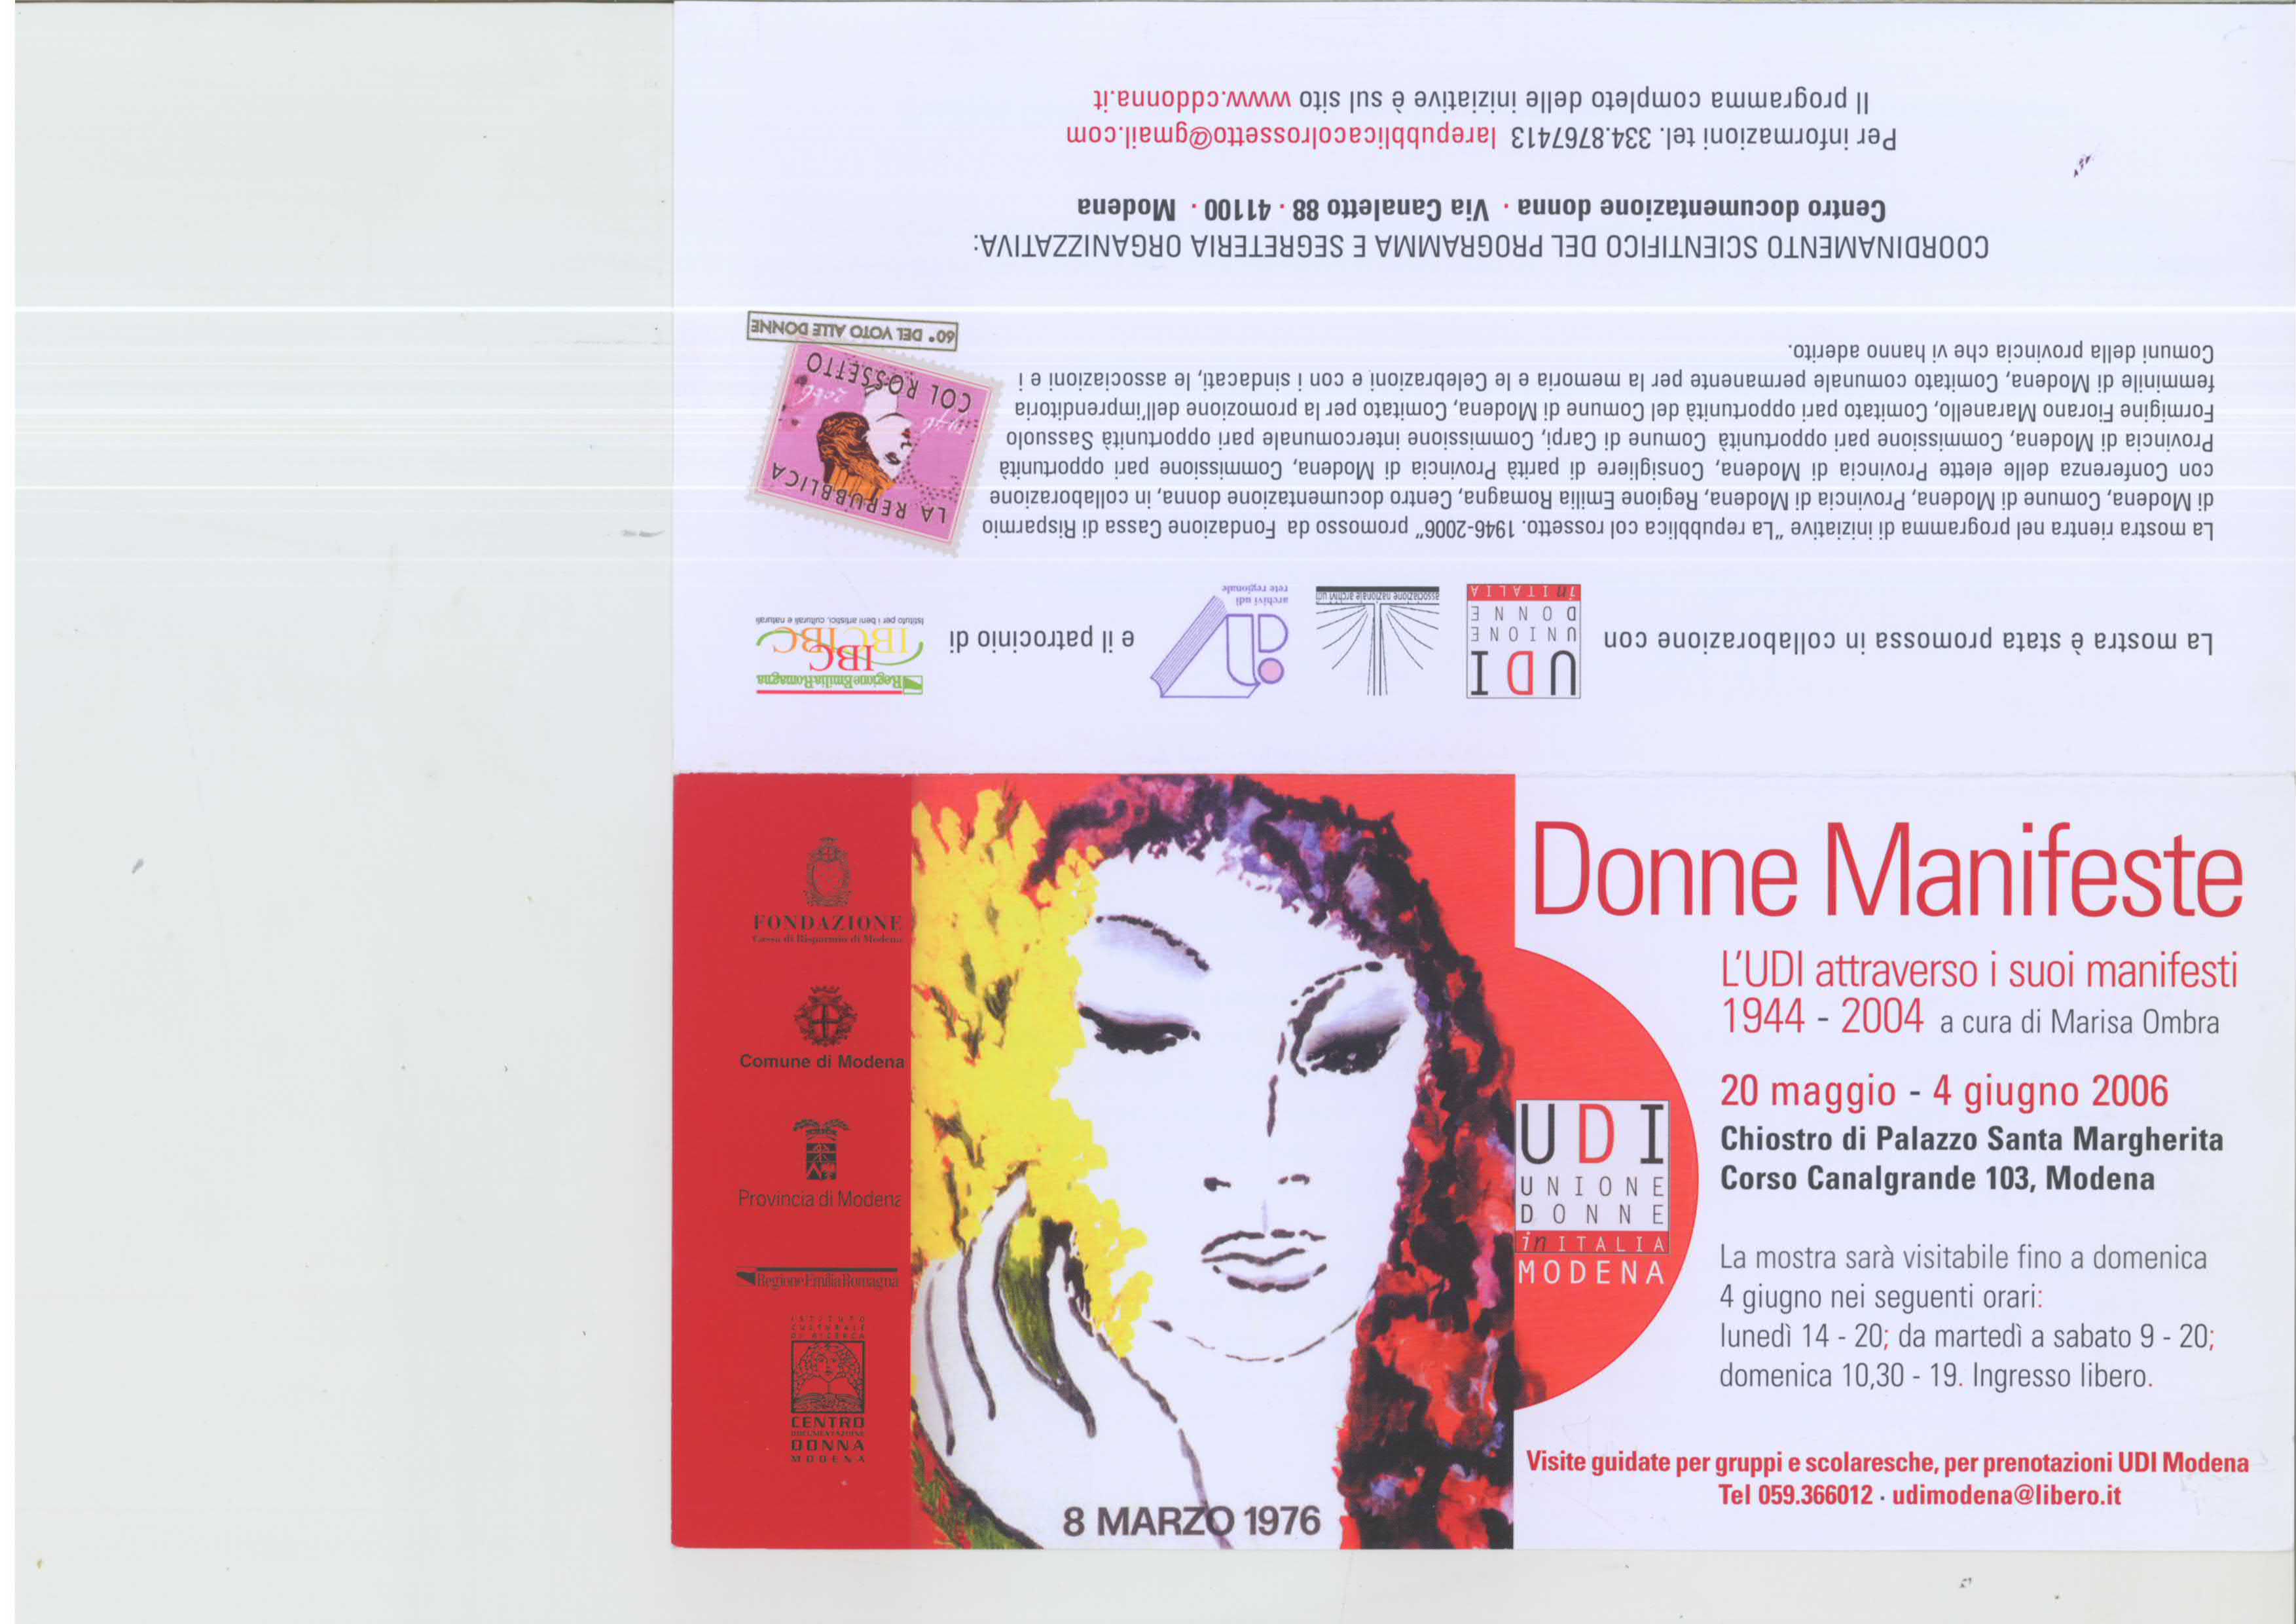 Donne Manifeste
L'UDI attraverso i suoi manifesti
1944 - 2004 a cura di Marisa Ombra
20 maggio - 4 giugno 2006
Chiostro di Palazzo Santa Margherita
Corso Canalgrande 103, Modena
La mostra sarà visitabile fino a domenica
4 giugno nei seguenti orari:
lunedì 14 - 20; da martedì a sabato 9 - 20;
domenica 10,30 - 19. Ingresso libero.
Visite guidate per gruppi e scolaresche, per prenotazioni UDI Modena
Tel 059.366012 · udimodena@libero.it
UDI
UNIONE
DONNE
in ITALIA
MODENA
8 MARZO 1976
FONDAZIONE
Cassa di Risparmio di Modena
Comune di Modena
Provincia di Modena
Regione Emilia Romagna
ISTITUTO
CULTURALE
DI RICERCA
CENTRO
DOCUMENTAZIONE
DONNA
MODENA
La mostra è stata promossa in collaborazione con
UDI
UNIONE
DONNE
in ITALIA
associazione nazionale archivi udi
archivi udi
rete regionale
e il patrocinio di
Regione Emilia Romagna
IBC
IBC IBC
Istituto per i beni artistici, culturali e naturali
La mostra rientra nel programma di iniziative "La repubblica col rossetto. 1946-2006" promosso da Fondazione Cassa di Risparmio
di Modena, Comune di Modena, Provincia di Modena, Regione Emilia Romagna, Centro documentazione donna, in collaborazione
con Conferenza delle elette Provincia di Modena, Consigliere di parità Provincia di Modena, Commissione pari opportunità
Provincia di Modena, Commissione pari opportunità Comune di Carpi, Commissione intercomunale pari opportunità Sassuolo
Formigine Fiorano Maranello, Comitato pari opportunità del Comune di Modena, Comitato per la promozione dell'imprenditoria
femminile di Modena, Comitato comunale permanente per la memoria e le Celebrazioni e con i sindacati, le associazioni e i
Comuni della provincia che vi hanno aderito.
LA REPUBBLICA
1946
2006
COL ROSSETTO
60° DEL VOTO ALLE DONNE
COORDINAMENTO SCIENTIFICO DEL PROGRAMMA E SEGRETERIA ORGANIZZATIVA:
Centro documentazione donna · Via Canaletto 88 · 41100 · Modena
Per informazioni tel. 334.8767413 larepubblicacolrossetto@gmail.com
Il programma completo delle iniziative è sul sito www.cddonna.it